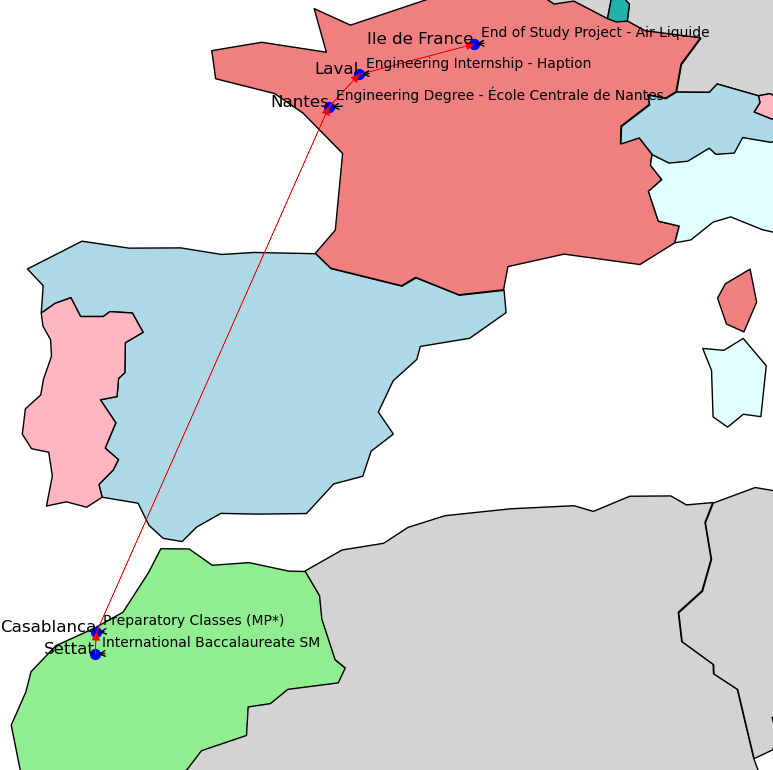 End of Study Project - Air Liquide
Ile de France
Engineering Internship - Haption
Laval
Engineering Degree - École Centrale de Nantes
Nantes
Preparatory Classes (MP*)
Casablanca
International Baccalaureate SM
Settat